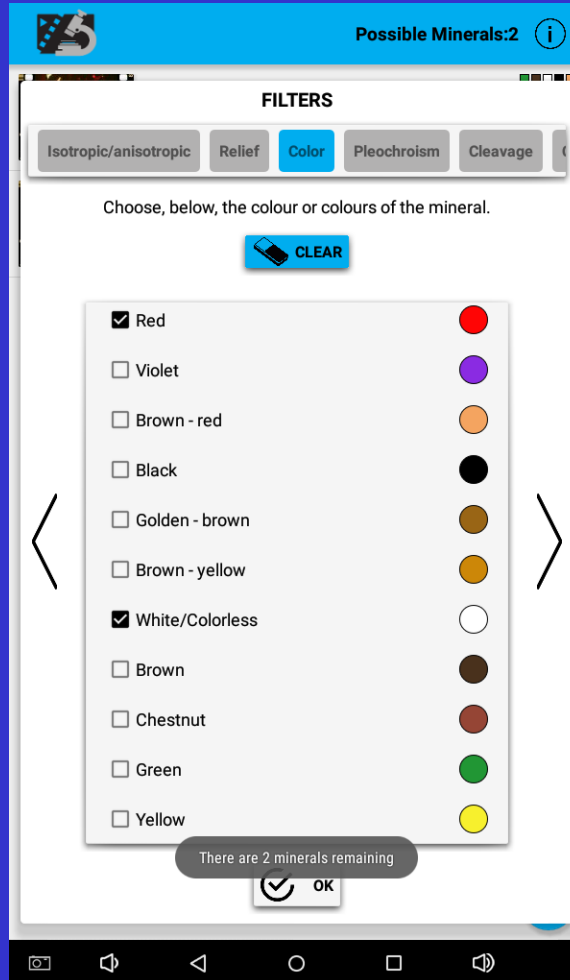 Possible Minerals:2
FILTERS
Isotropic/anisotropic Relief Color Pleochroism Cleavage
Choose, below, the colour or colours of the mineral.
CLEAR
Red
Violet
Brown - red
Black
Golden - brown
Brown - yellow
White/Colorless
Brown
Chestnut
Green
Yellow
There are 2 minerals remaining
OK